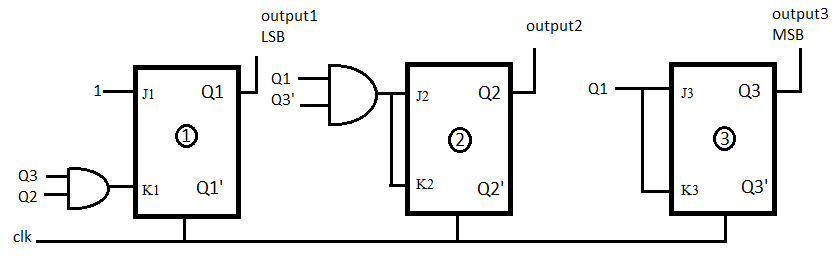 output1
LSB
output2
output3
MSB
1
J1
Q1
Q1
Q3'
J2
Q2
Q1
J3
Q3
1
2
3
Q3
Q2
K1
Q1'
K2
Q2'
K3
Q3'
clk